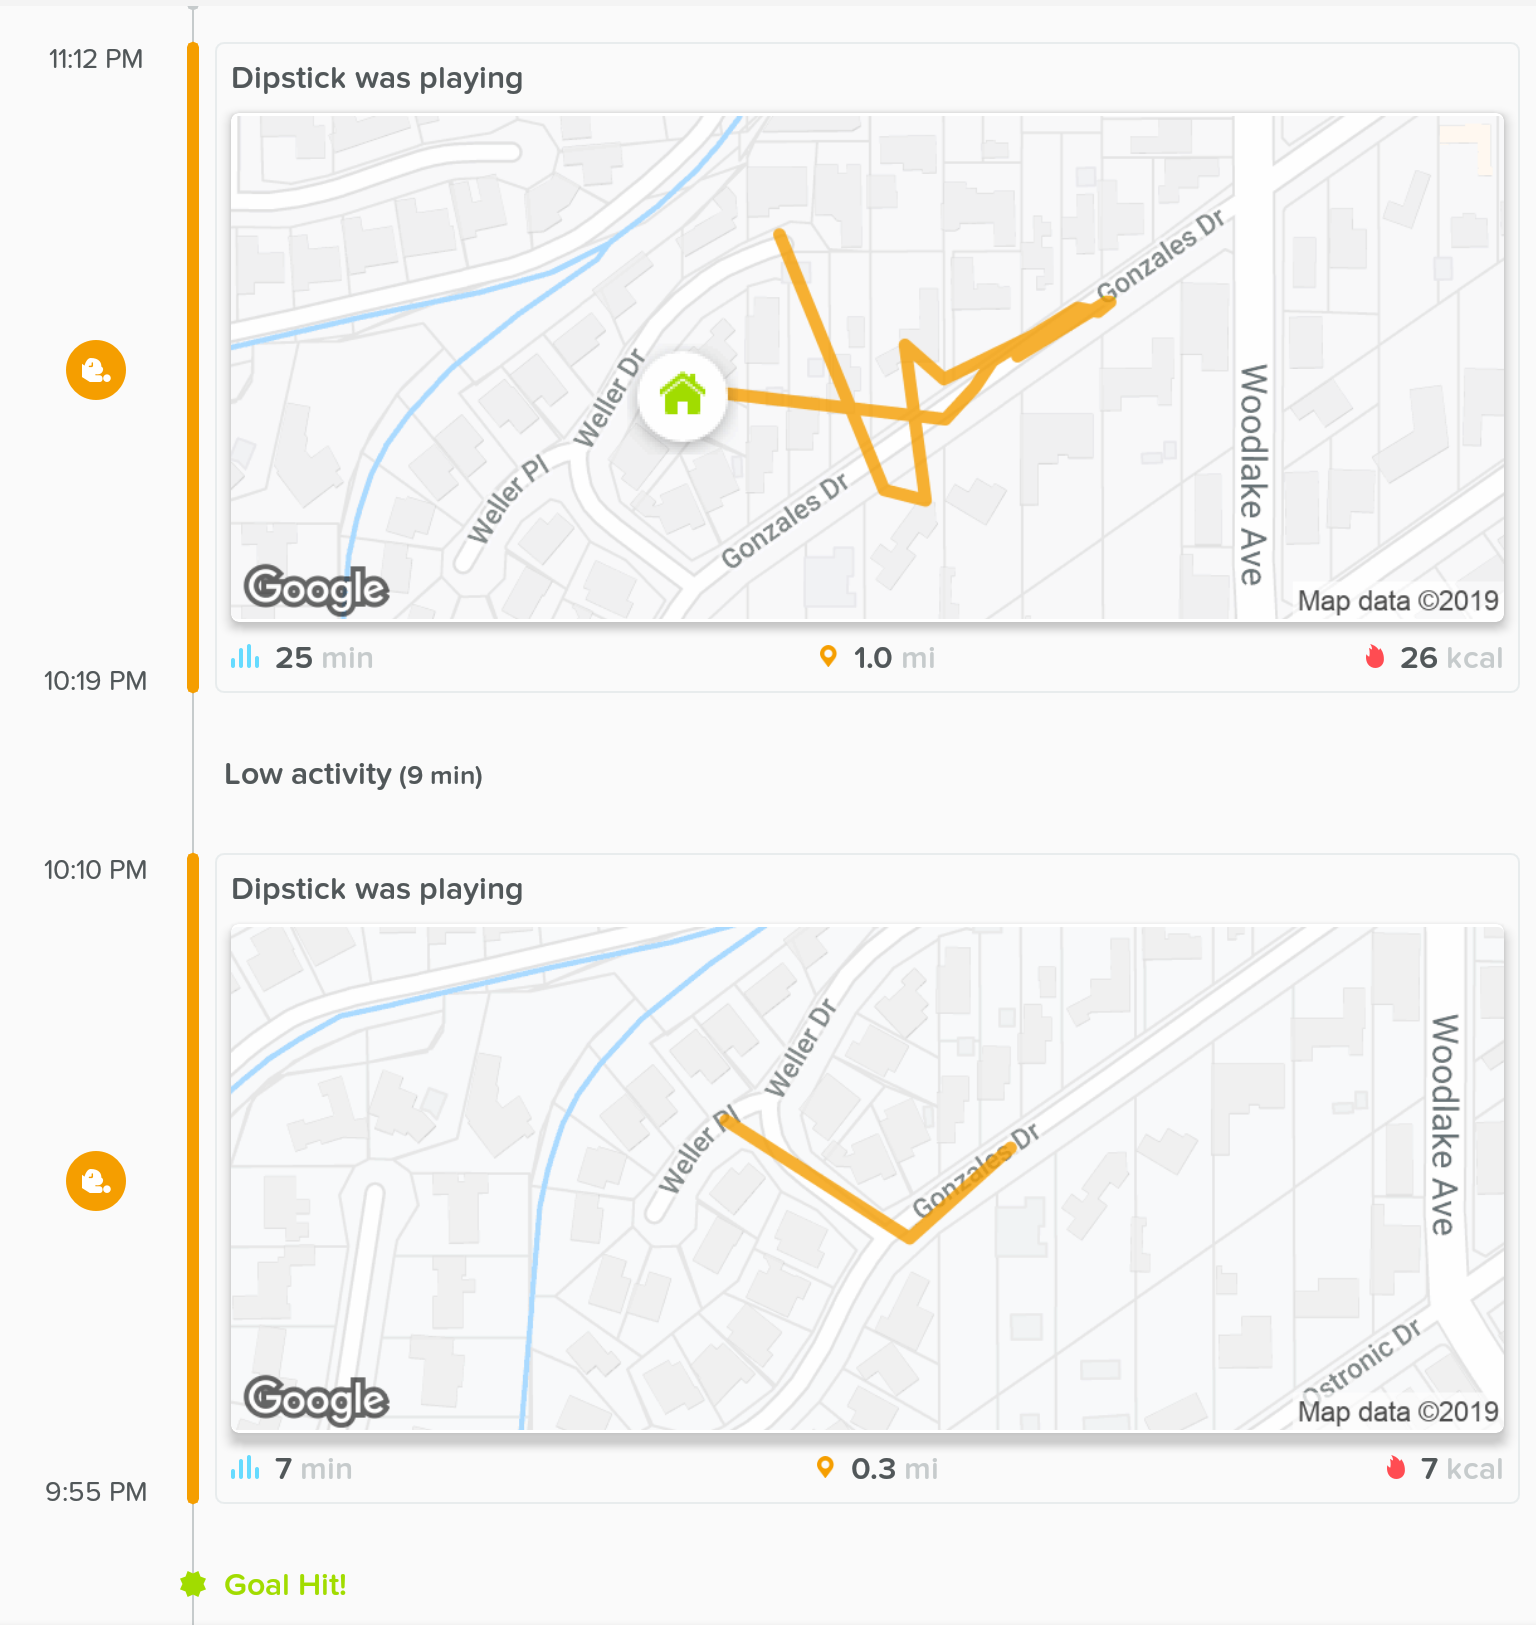 11:12 PM
Dipstick was playing
Gonzales Dr
Weller Dr
Woodlake Ave
Weller Pl
Gonzales Dr
Google
Map data ©2019
25 min
1.0 mi
26 kcal
10:19 PM
Low activity (9 min)
10:10 PM
Dipstick was playing
Weller Dr
Woodlake Ave
Weller Pl
Gonzales Dr
Ostronic Dr
Google
Map data ©2019
7 min
0.3 mi
7 kcal
9:55 PM
Goal Hit!